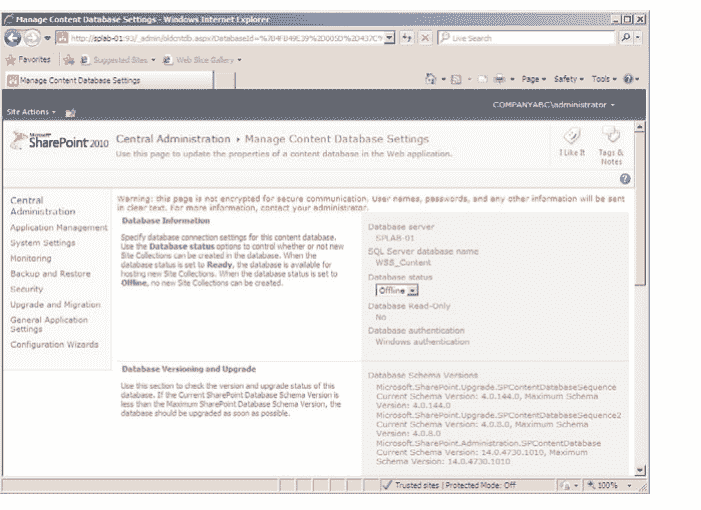 Manage Content Database Settings - Windows Internet Explorer
Live Search
Favorites Suggested Sites Web Slice Gallery
Manage Content Database Settings
Page Safety Tools
COMPANYABC\administrator
Site Actions
Microsoft
SharePoint 2010
Central Administration Manage Content Database Settings
Use this page to update the properties of a content database in the Web application.
I Like It
Tags &
Notes
Central
Administration
Application Management
System Settings
Monitoring
Backup and Restore
Security
Upgrade and Migration
General Application
Settings
Configuration Wizards
Warning: this page is not encrypted for secure communication. User names, passwords, and any other information will be sent
in clear text. For more information, contact your administrator.
Database Information
Specify database connection settings for this content database.
Use the Database status options to control whether or not new
Site Collections can be created in the database. When the
database status is set to Ready, the database is available for
hosting new Site Collections. When the database status is set to
Offline, no new Site Collections can be created.
Database server
SPLAB-01
SQL Server database name
WSS_Content
Database status
Offline
Database Read-Only
No
Database authentication
Windows authentication
Database Versioning and Upgrade
Use this section to check the version and upgrade status of this
database. If the Current SharePoint Database Schema Version is
less than the Maximum SharePoint Database Schema Version, the
database should be upgraded as soon as possible.
Database Schema Versions
Microsoft.SharePoint.Upgrade.SPContentDatabaseSequence
Current Schema Version: 4.0.144.0, Maximum Schema
Version: 4.0.144.0
Microsoft.SharePoint.Upgrade.SPContentDatabaseSequence2
Current Schema Version: Maximum Schema
Version:
Microsoft.SharePoint.Administration.SPContentDatabase
Current Schema Version: 14.0.4730.1010, Maximum
Schema Version: 14.0.4730.1010
Trusted sites | Protected Mode: Off
100%